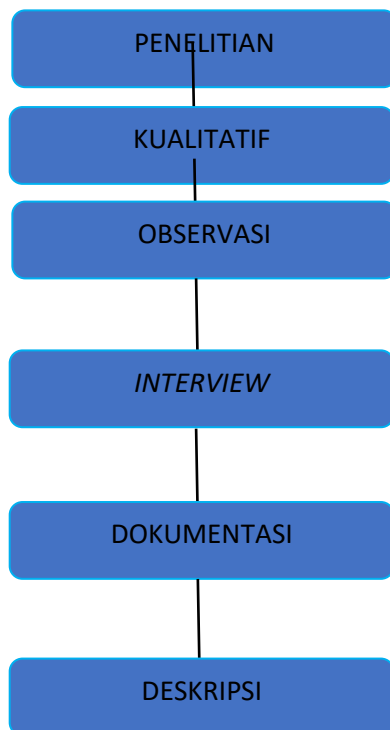 PENELITIAN
KUALITATIF
OBSERVASI
INTERVIEW
DOKUMENTASI
DESKRIPSI